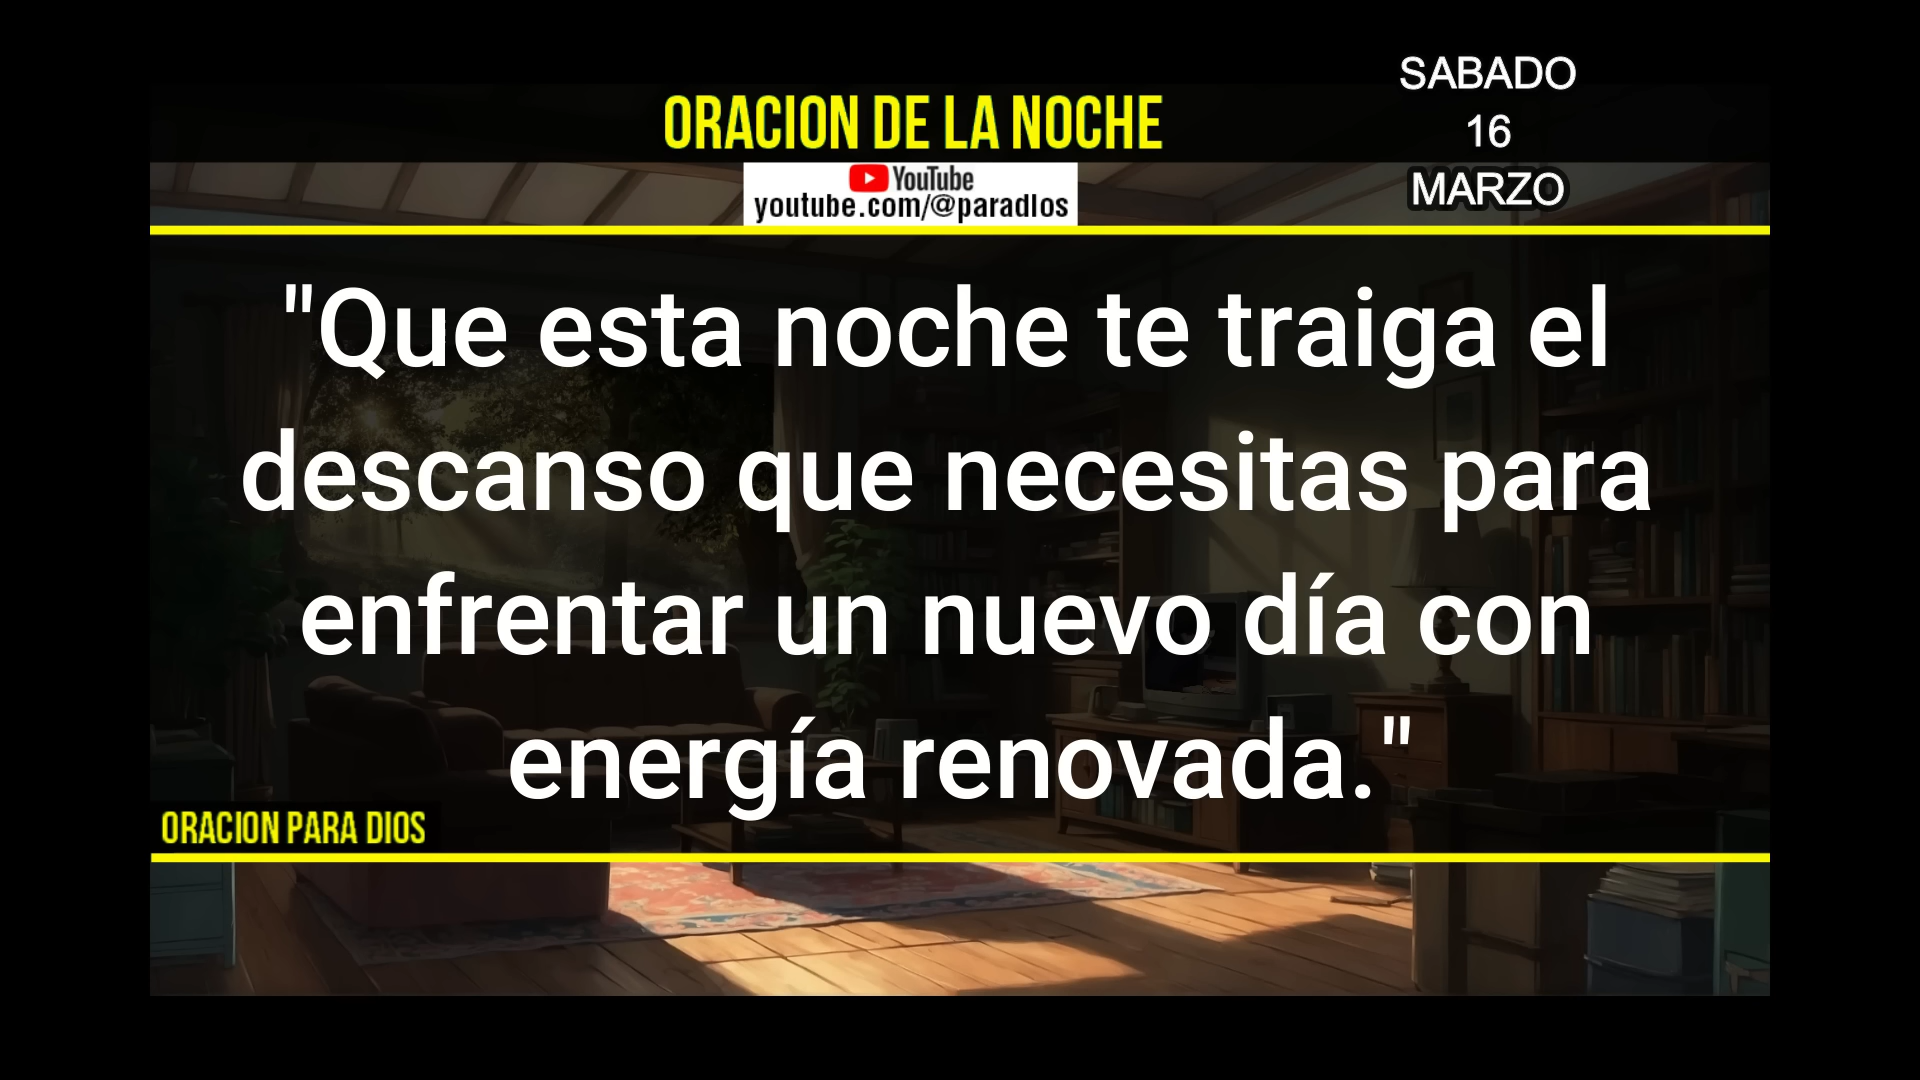 SABADO
16
MARZO
ORACION DE LA NOCHE
YouTube
youtube.com/@paradIos
"Que esta noche te traiga el
descanso que necesitas para
enfrentar un nuevo día con
energía renovada."
ORACION PARA DIOS